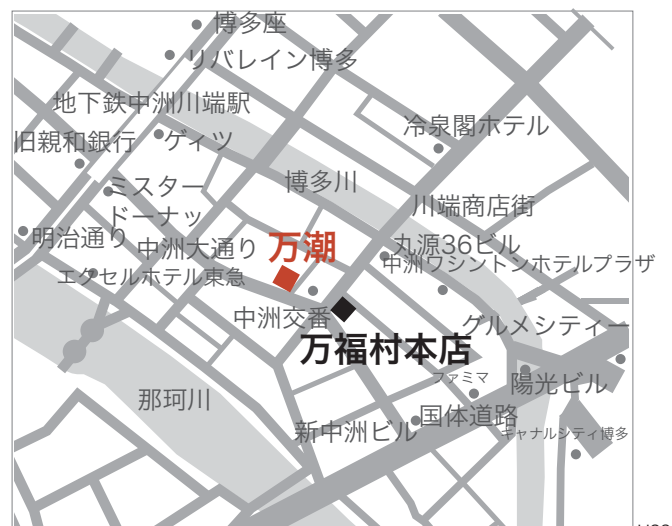 博多座
リバレイン博多
地下鉄中洲川端駅
冷泉閣ホテル
旧親和銀行
ゲイツ
ミスター
ドーナッ
博多川
川端商店街
明治通り
中洲大通り
万潮
丸源36ビル
中洲ワシントンホテルプラザ
エクセルホテル東急
中洲交番
グルメシティー
万福村本店
ファミマ
陽光ビル
那珂川
新中洲ビル
国体道路
キャナルシティ博多